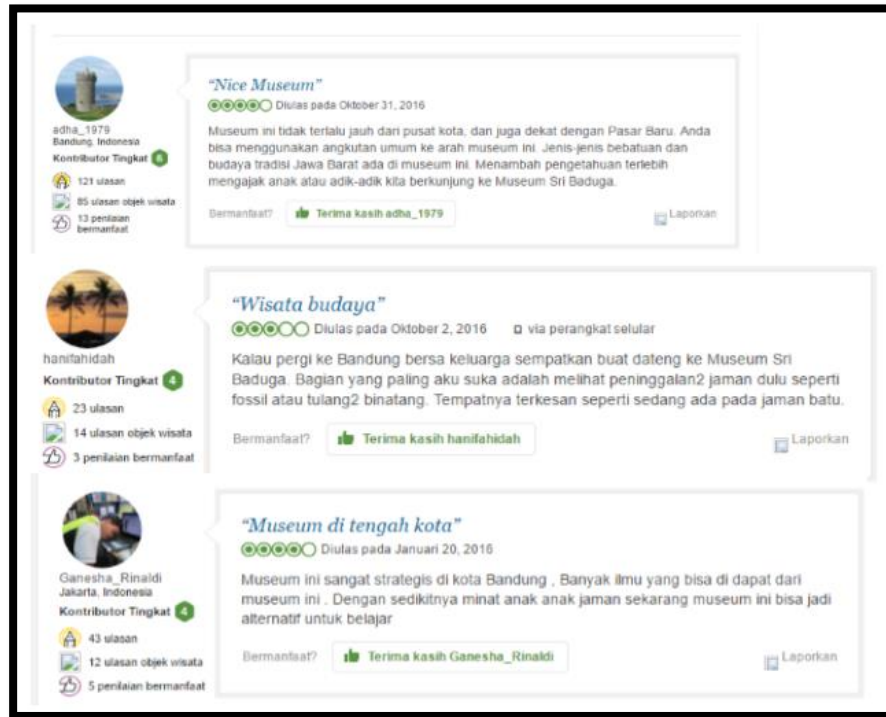 “Nice Museum”
Diulas pada Oktober 31, 2016
adha_1979
Bandung, Indonesia
Kontributor Tingkat 6
121 ulasan
85 ulasan objek wisata
13 penilaian
bermanfaat
Museum ini tidak terlalu jauh dari pusat kota, dan juga dekat dengan Pasar Baru. Anda
bisa menggunakan angkutan umum ke arah museum ini. Jenis-jenis bebatuan dan
budaya tradisi Jawa Barat ada di museum ini. Menambah pengetahuan terlebih
mengajak anak atau adik-adik kita berkunjung ke Museum Sri Baduga.
Bermanfaat? Terima kasih adha_1979 Laporkan
“Wisata budaya”
Diulas pada Oktober 2, 2016 via perangkat selular
hanifahidah
Kontributor Tingkat 4
23 ulasan
14 ulasan objek wisata
3 penilaian bermanfaat
Kalau pergi ke Bandung bersa keluarga sempatkan buat dateng ke Museum Sri
Baduga. Bagian yang paling aku suka adalah melihat peninggalan2 jaman dulu seperti
fossil atau tulang2 binatang. Tempatnya terkesan seperti sedang ada pada jaman batu.
Bermanfaat? Terima kasih hanifahidah Laporkan
“Museum di tengah kota”
Diulas pada Januari 20, 2016
Ganesha_Rinaldi
Jakarta, Indonesia
Kontributor Tingkat 4
43 ulasan
12 ulasan objek wisata
5 penilaian bermanfaat
Museum ini sangat strategis di kota Bandung , Banyak ilmu yang bisa di dapat dari
museum ini . Dengan sedikitnya minat anak anak jaman sekarang museum ini bisa jadi
alternatif untuk belajar
Bermanfaat? Terima kasih Ganesha_Rinaldi Laporkan